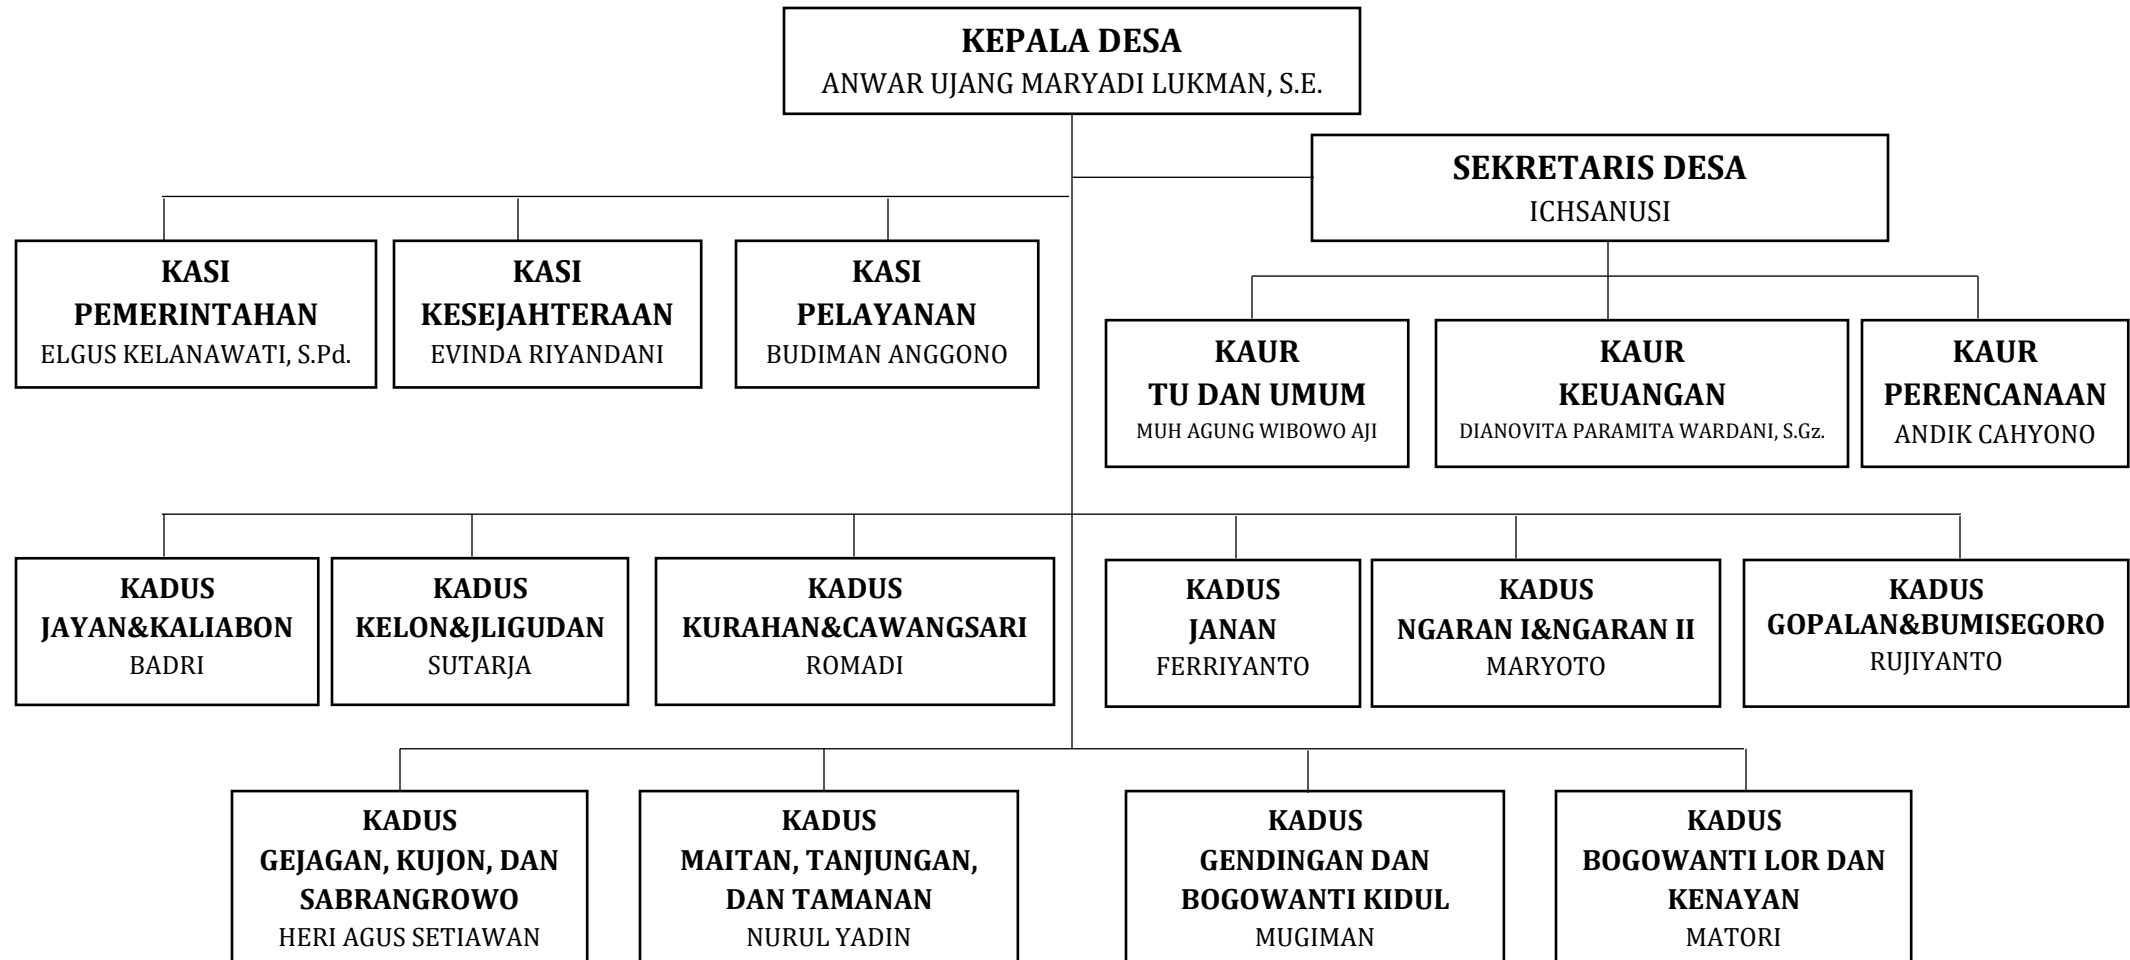 KEPALA DESA
ANWAR UJANG MARYADI LUKMAN, S.E.
SEKRETARIS DESA
ICHSANUSI
KASI
PEMERINTAHAN
ELGUS KELANAWATI, S.Pd.
KASI
KESEJAHTERAAN
EVINDA RIYANDANI
KASI
PELAYANAN
BUDIMAN ANGGONO
KAUR
TU DAN UMUM
MUH AGUNG WIBOWO AJI
KAUR
KEUANGAN
DIANOVITA PARAMITA WARDANI, S.Gz.
KAUR
PERENCANAAN
ANDIK CAHYONO
KADUS
JAYAN&KALIABON
BADRI
KADUS
KELON&JLIGUDAN
SUTARJA
KADUS
KURAHAN&CAWANGSARI
ROMADI
KADUS
JANAN
FERRIYANTO
KADUS
NGARAN I&NGARAN II
MARYOTO
KADUS
GOPALAN&BUMISEGORO
RUJIYANTO
KADUS
GEJAGAN, KUJON, DAN
SABRANGROWO
HERI AGUS SETIAWAN
KADUS
MAITAN, TANJUNGAN,
DAN TAMANAN
NURUL YADIN
KADUS
GENDINGAN DAN
BOGOWANTI KIDUL
MUGIMAN
KADUS
BOGOWANTI LOR DAN
KENAYAN
MATORI